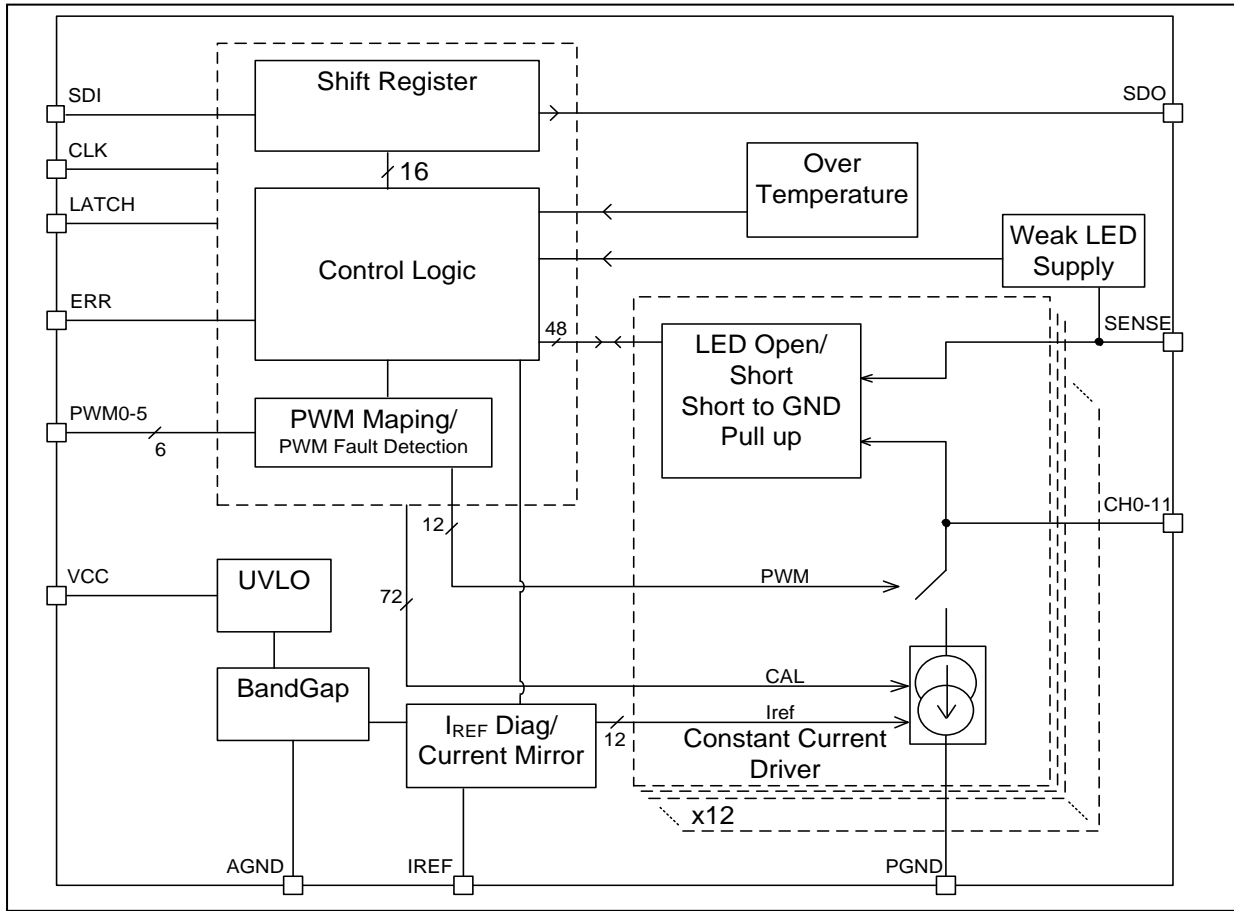 SDI
Shift Register
SDO
CLK
16
Over
Temperature
LATCH
Weak LED
Supply
Control Logic
ERR
48
SENSE
LED Open/
Short
Short to GND
Pull up
PWM0-5
6
PWM Maping/
PWM Fault Detection
12
CH0-11
VCC
UVLO
72
PWM
BandGap
CAL
IREF Diag/
Current Mirror
12
Iref
Constant Current
Driver
x12
AGND
IREF
PGND